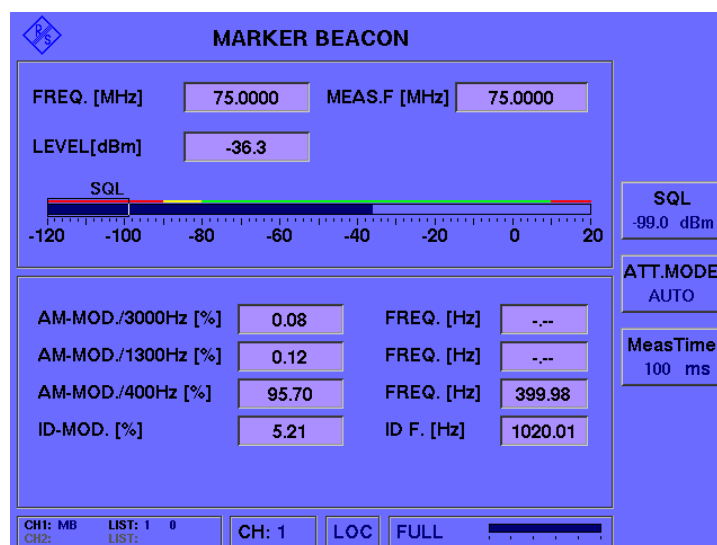 R/S MARKER BEACON
FREQ. [MHz] 75.0000 MEAS.F [MHz] 75.0000
LEVEL[dBm] -36.3
SQL
-120 -100 -80 -60 -40 -20 0 20
SQL
-99.0 dBm
ATT.MODE
AUTO
MeasTime
100 ms
AM-MOD./3000Hz [%] 0.08 FREQ. [Hz] -.--
AM-MOD./1300Hz [%] 0.12 FREQ. [Hz] -.--
AM-MOD./400Hz [%] 95.70 FREQ. [Hz] 399.98
ID-MOD. [%] 5.21 ID F. [Hz] 1020.01
CH1: MB LIST: 1 0
CH2: LIST:
CH: 1 LOC FULL